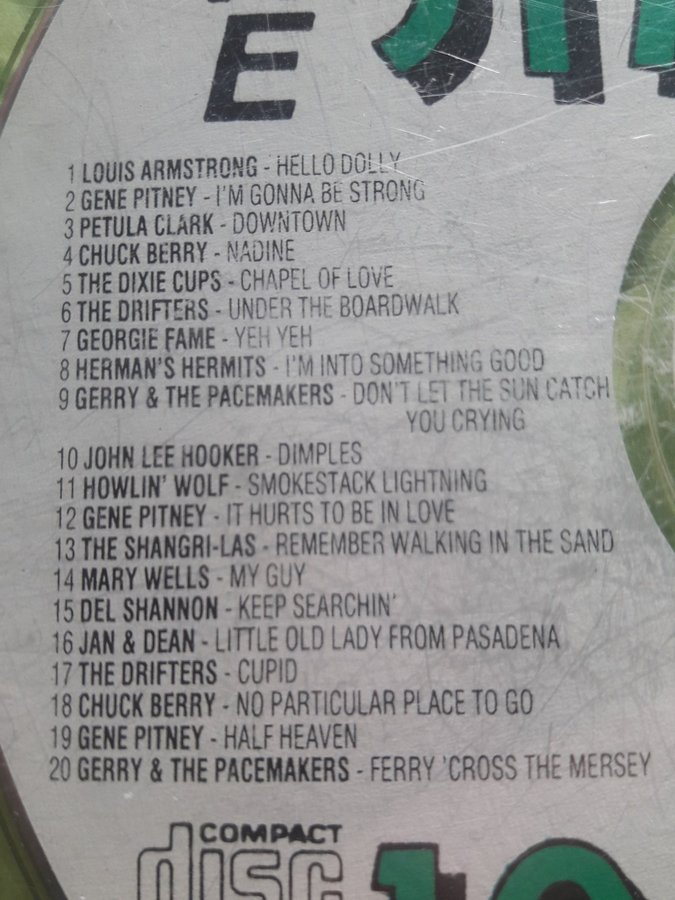 E
1 LOUIS ARMSTRONG - HELLO DOLLY
2 GENE PITNEY - I'M GONNA BE STRONG
3 PETULA CLARK - DOWNTOWN
4 CHUCK BERRY - NADINE
5 THE DIXIE CUPS - CHAPEL OF LOVE
6 THE DRIFTERS - UNDER THE BOARDWALK
7 GEORGIE FAME - YEH YEH
8 HERMAN'S HERMITS - I'M INTO SOMETHING GOOD
9 GERRY & THE PACEMAKERS - DON'T LET THE SUN CATCH
YOU CRYING
10 JOHN LEE HOOKER - DIMPLES
11 HOWLIN' WOLF - SMOKESTACK LIGHTNING
12 GENE PITNEY - IT HURTS TO BE IN LOVE
13 THE SHANGRI-LAS - REMEMBER WALKING IN THE SAND
14 MARY WELLS - MY GUY
15 DEL SHANNON - KEEP SEARCHIN'
16 JAN & DEAN - LITTLE OLD LADY FROM PASADENA
17 THE DRIFTERS - CUPID
18 CHUCK BERRY - NO PARTICULAR PLACE TO GO
19 GENE PITNEY - HALF HEAVEN
20 GERRY & THE PACEMAKERS - FERRY 'CROSS THE MERSEY
COMPACT
disc